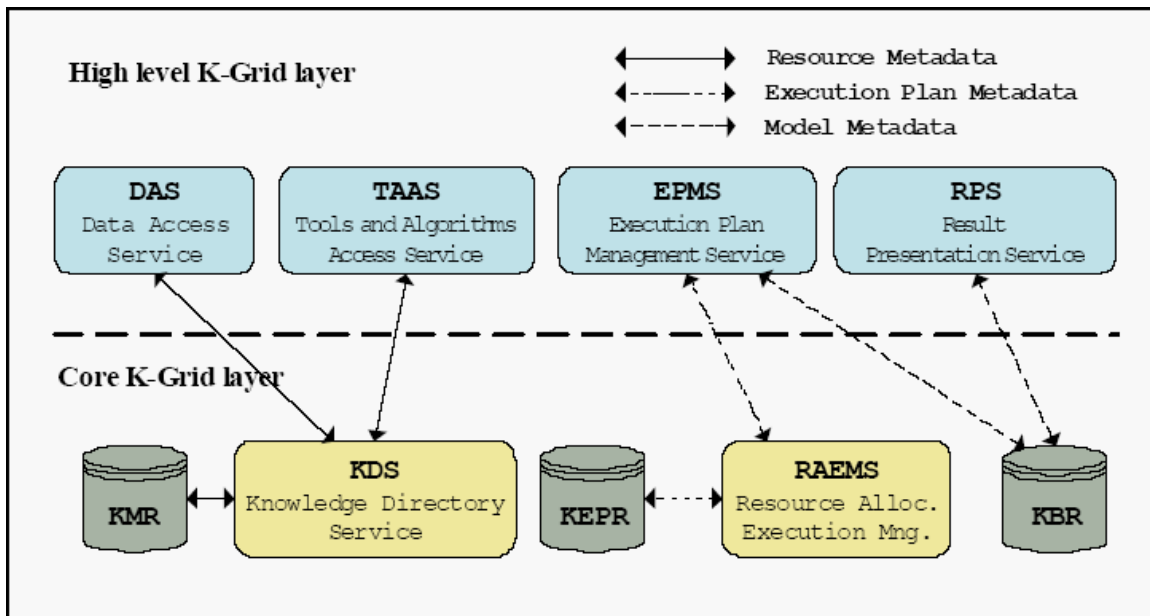 High level K-Grid layer
Resource Metadata
Execution Plan Metadata
Model Metadata
DAS
Data Access
Service
TAAS
Tools and Algorithms
Access Service
EPMS
Execution Plan
Management Service
RPS
Result
Presentation Service
Core K-Grid layer
KMR
KDS
Knowledge Directory
Service
KEPR
RAEMS
Resource Alloc.
Execution Mng.
KBR